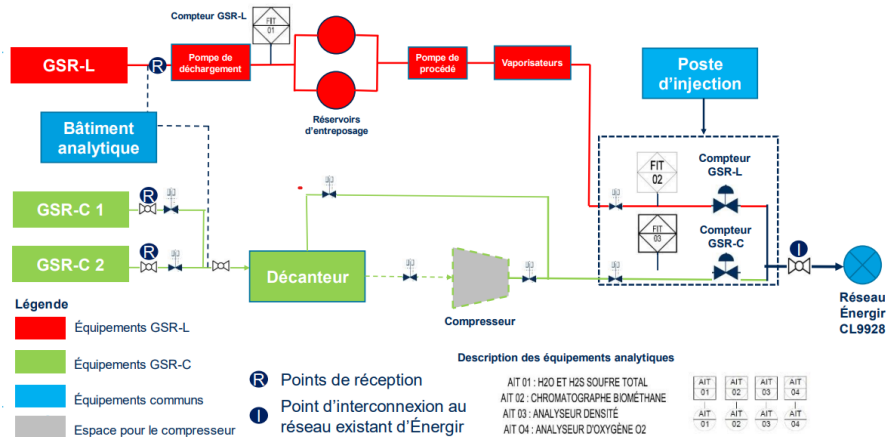 Compteur GSR-L
FIT
01
GSR-L
R
Pompe de
déchargement
Pompe de
procédé
Vaporisateurs
Poste
d'injection
Réservoirs
d'entreposage
Bâtiment
analytique
FIT
02
Compteur
GSR-L
R
GSR-C 1
FIT
03
Compteur
GSR-C
I
R
GSR-C 2
Décanteur
Compresseur
Réseau
Énergir
CL9928
Légende
Équipements GSR-L
Équipements GSR-C
Équipements communs
Espace pour le compresseur
R Points de réception
I Point d'interconnexion au
réseau existant d'Énergir
Description des équipements analytiques
AIT 01 : H2O ET H2S SOUFRE TOTAL
AIT 02 : CHROMATOGRAPHE BIOMÉTHANE
AIT 03 : ANALYSEUR DENSITÉ
AIT 04 : ANALYSEUR D'OXYGÈNE O2
AIT 01 AIT 02 AIT 03 AIT 04
AIT 01 AIT 02 AIT 03 AIT 04